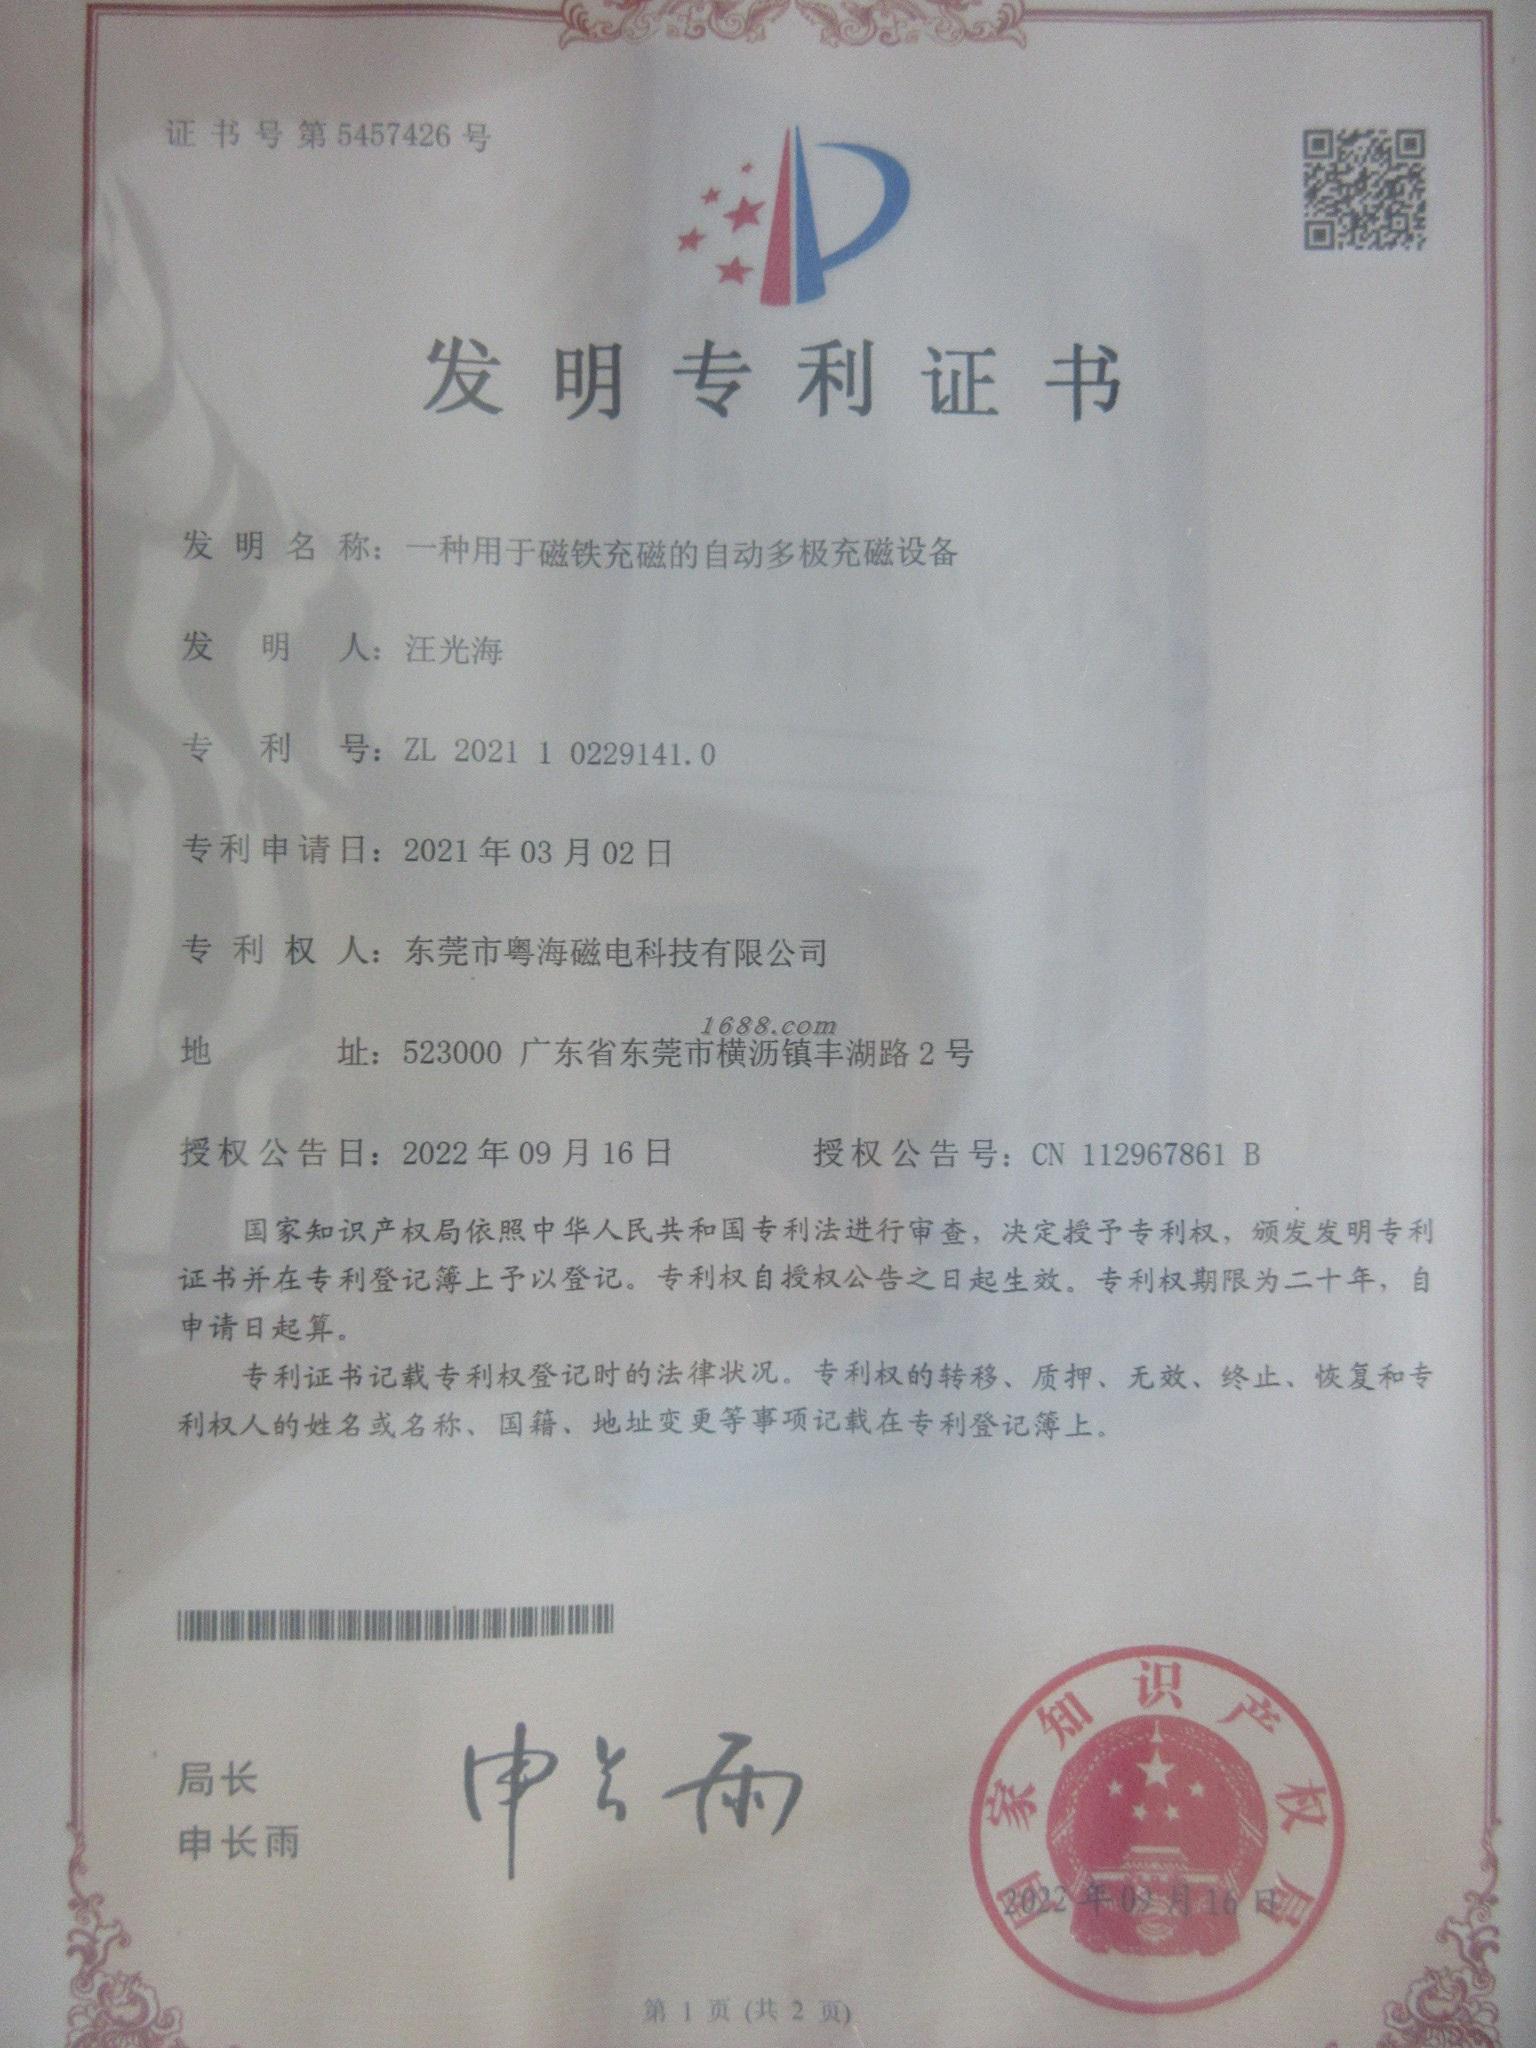 证书号第5457426号
发明专利证书
发明名称：一种用于磁铁充磁的自动多极充磁设备
发明人：汪光海
专利号：ZL 2021 1 0229141.0
专利申请日：2021年03月02日
专利权人：东莞市粤海磁电科技有限公司
1688.com
地址：523000 广东省东莞市横沥镇丰湖路2号
授权公告日：2022年09月16日 授权公告号：CN 112967861 B
国家知识产权局依照中华人民共和国专利法进行审查，决定授予专利权，颁发发明专利
证书并在专利登记簿上予以登记。专利权自授权公告之日起生效。专利权期限为二十年，自
申请日起算。
专利证书记载专利权登记时的法律状况。专利权的转移、质押、无效、终止、恢复和专
利权人的姓名或名称、国籍、地址变更等事项记载在专利登记簿上。
局长
申长雨
申长雨
国家知识产权局
2022年09月16日
第 1 页 (共 2 页)